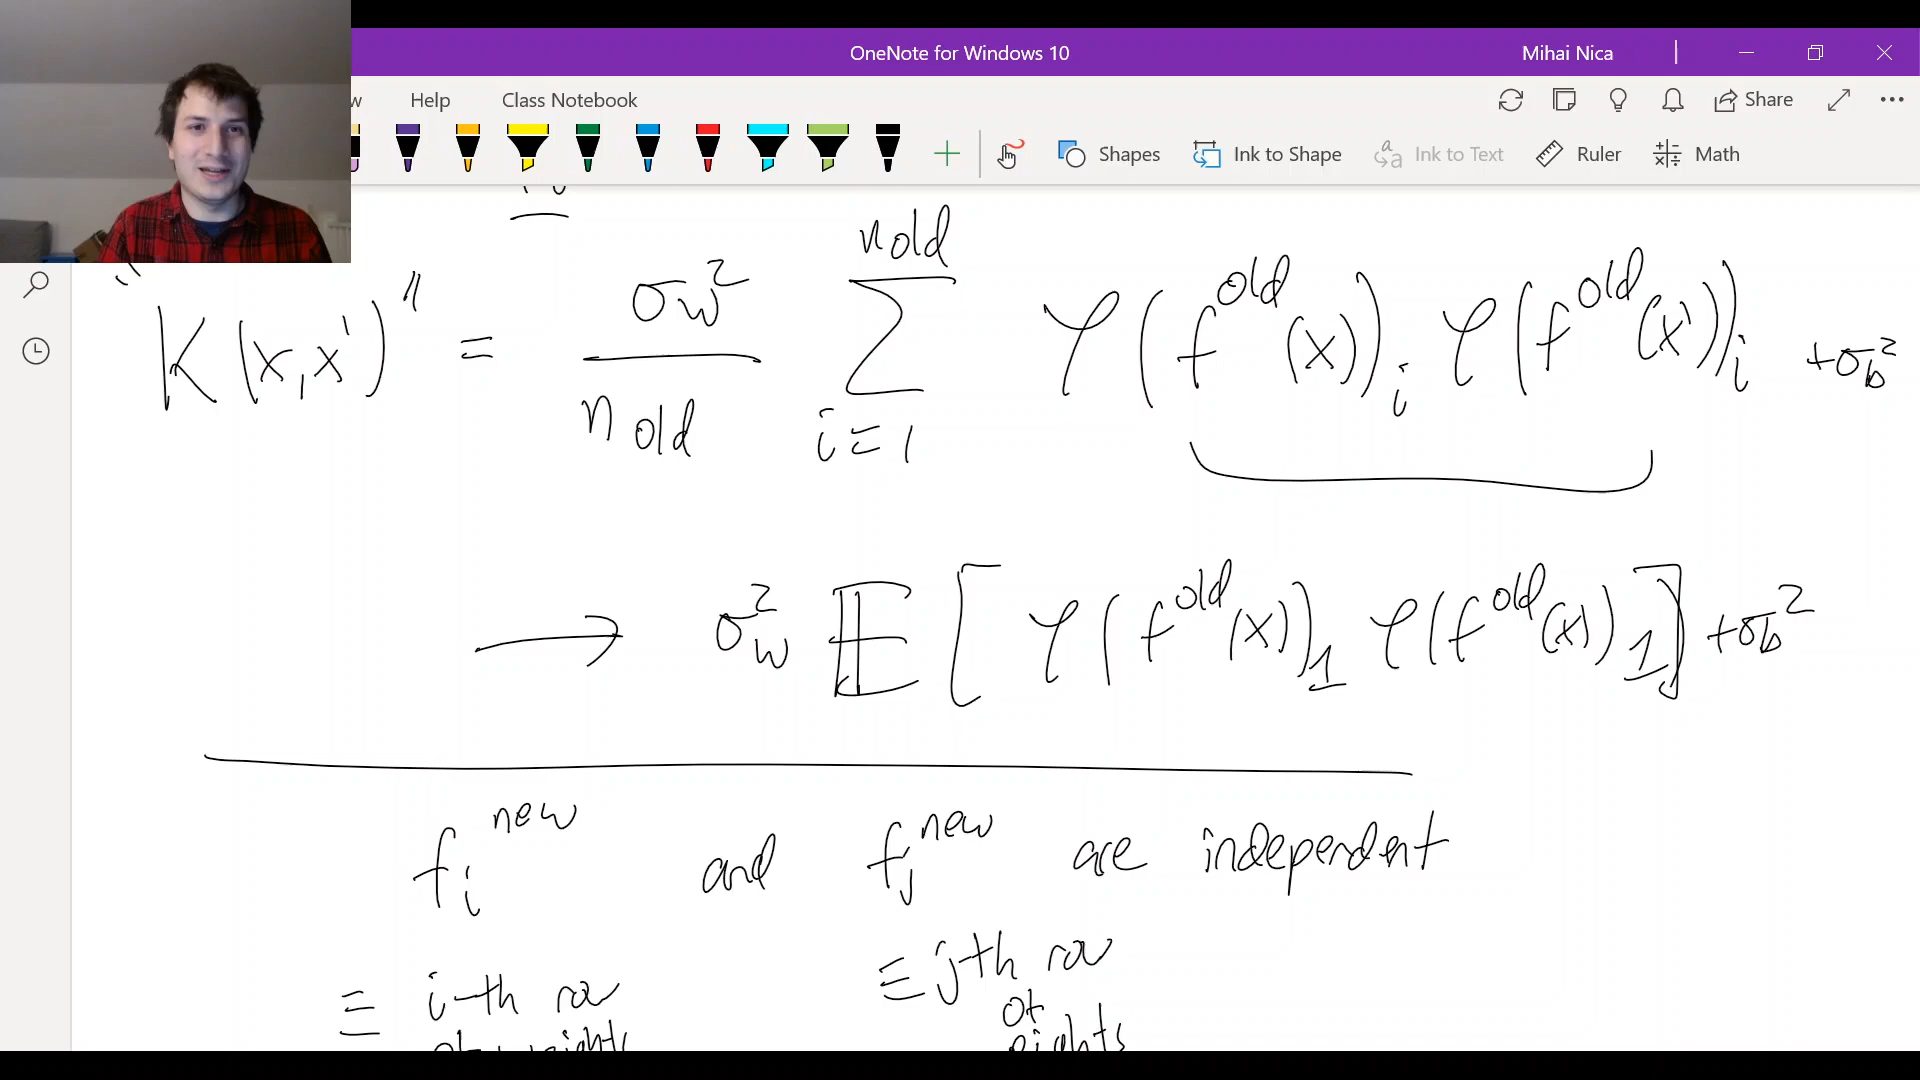 OneNote for Windows 10 Mihai Nica
Help Class Notebook Share
Shapes Ink to Shape Ink to Text Ruler Math
"K(x,x')" = σw² / n old Σ i=1 n old φ(f old (x))i φ(f old (x'))i +σb²
→ σw² E[φ(f old (x))1 φ(f old (x))1] +σb²
fi new and fj new are independent
≡ i-th row ≡ j-th row
of weights of